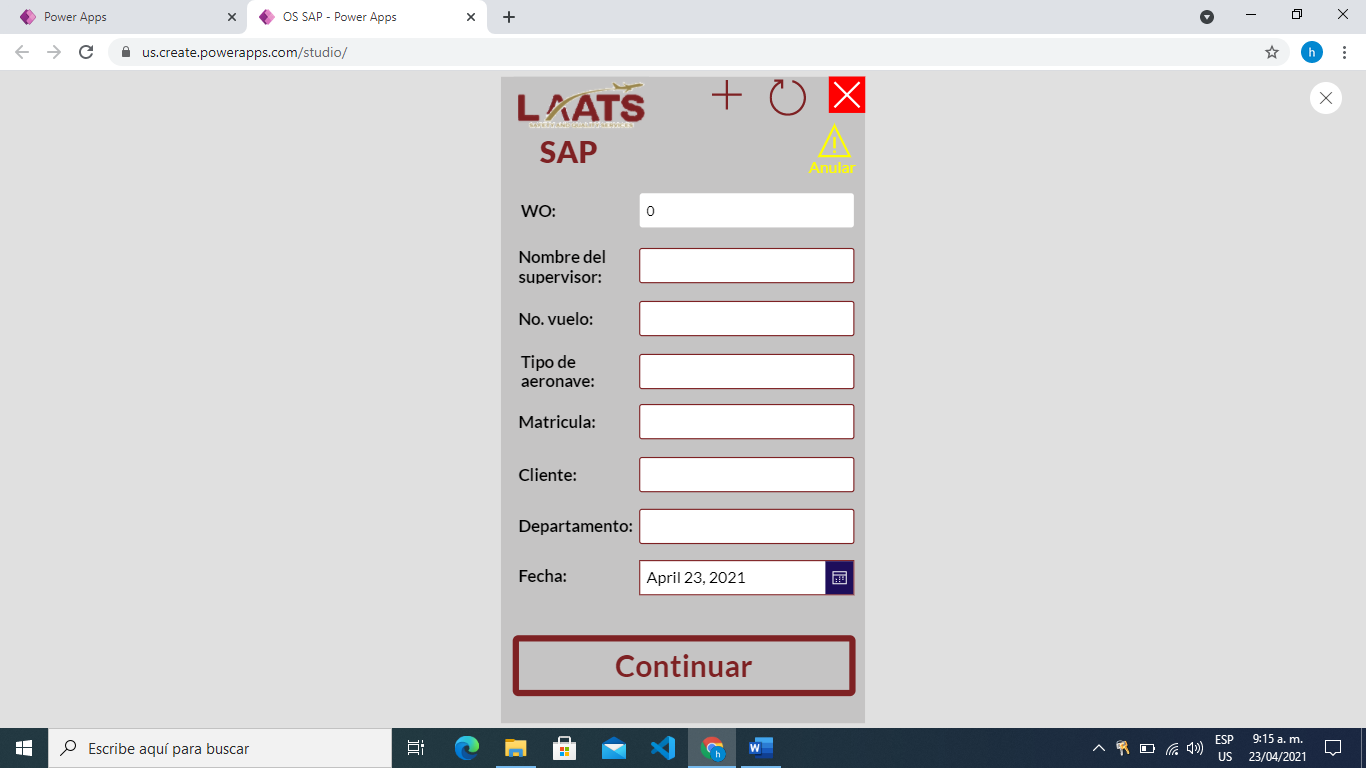 Power Apps
OS SAP - Power Apps
us.create.powerapps.com/studio/
h
LAATS
SAP
Anular
WO:
0
Nombre del
supervisor:
No. vuelo:
Tipo de
aeronave:
Matricula:
Cliente:
Departamento:
Fecha:
April 23, 2021
Continuar
Escribe aquí para buscar
h
ESP
US
9:15 a. m.
23/04/2021